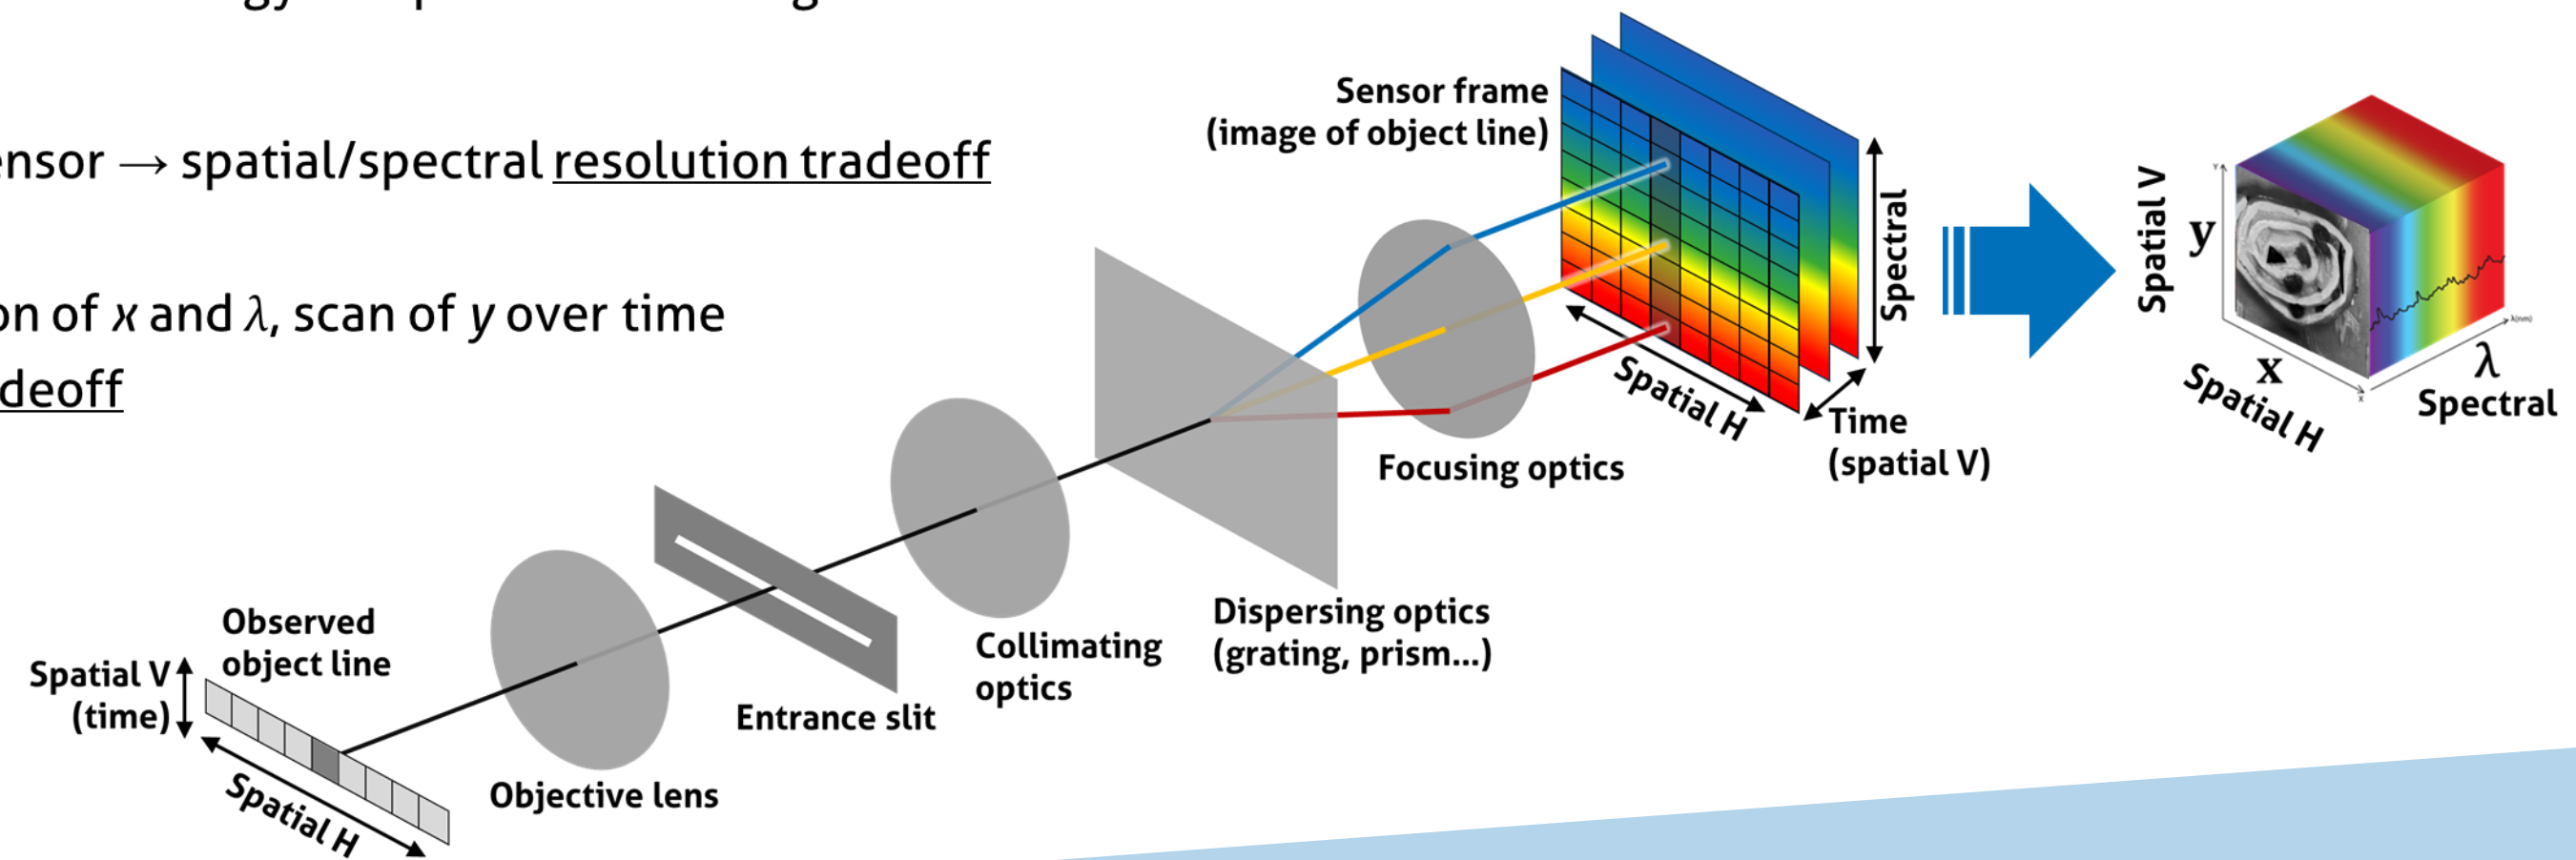 spatial/spectral resolution tradeoff
on of x and λ, scan of y over time
Sensor frame
(image of object line)
Spectral
Spatial H
Time
(spatial V)
Focusing optics
Dispersing optics
(grating, prism...)
Collimating
optics
Entrance slit
Objective lens
Observed
object line
Spatial V
(time)
Spatial H
Spatial V
y
x
Spatial H
λ
Spectral
λ(nm)
Y
x